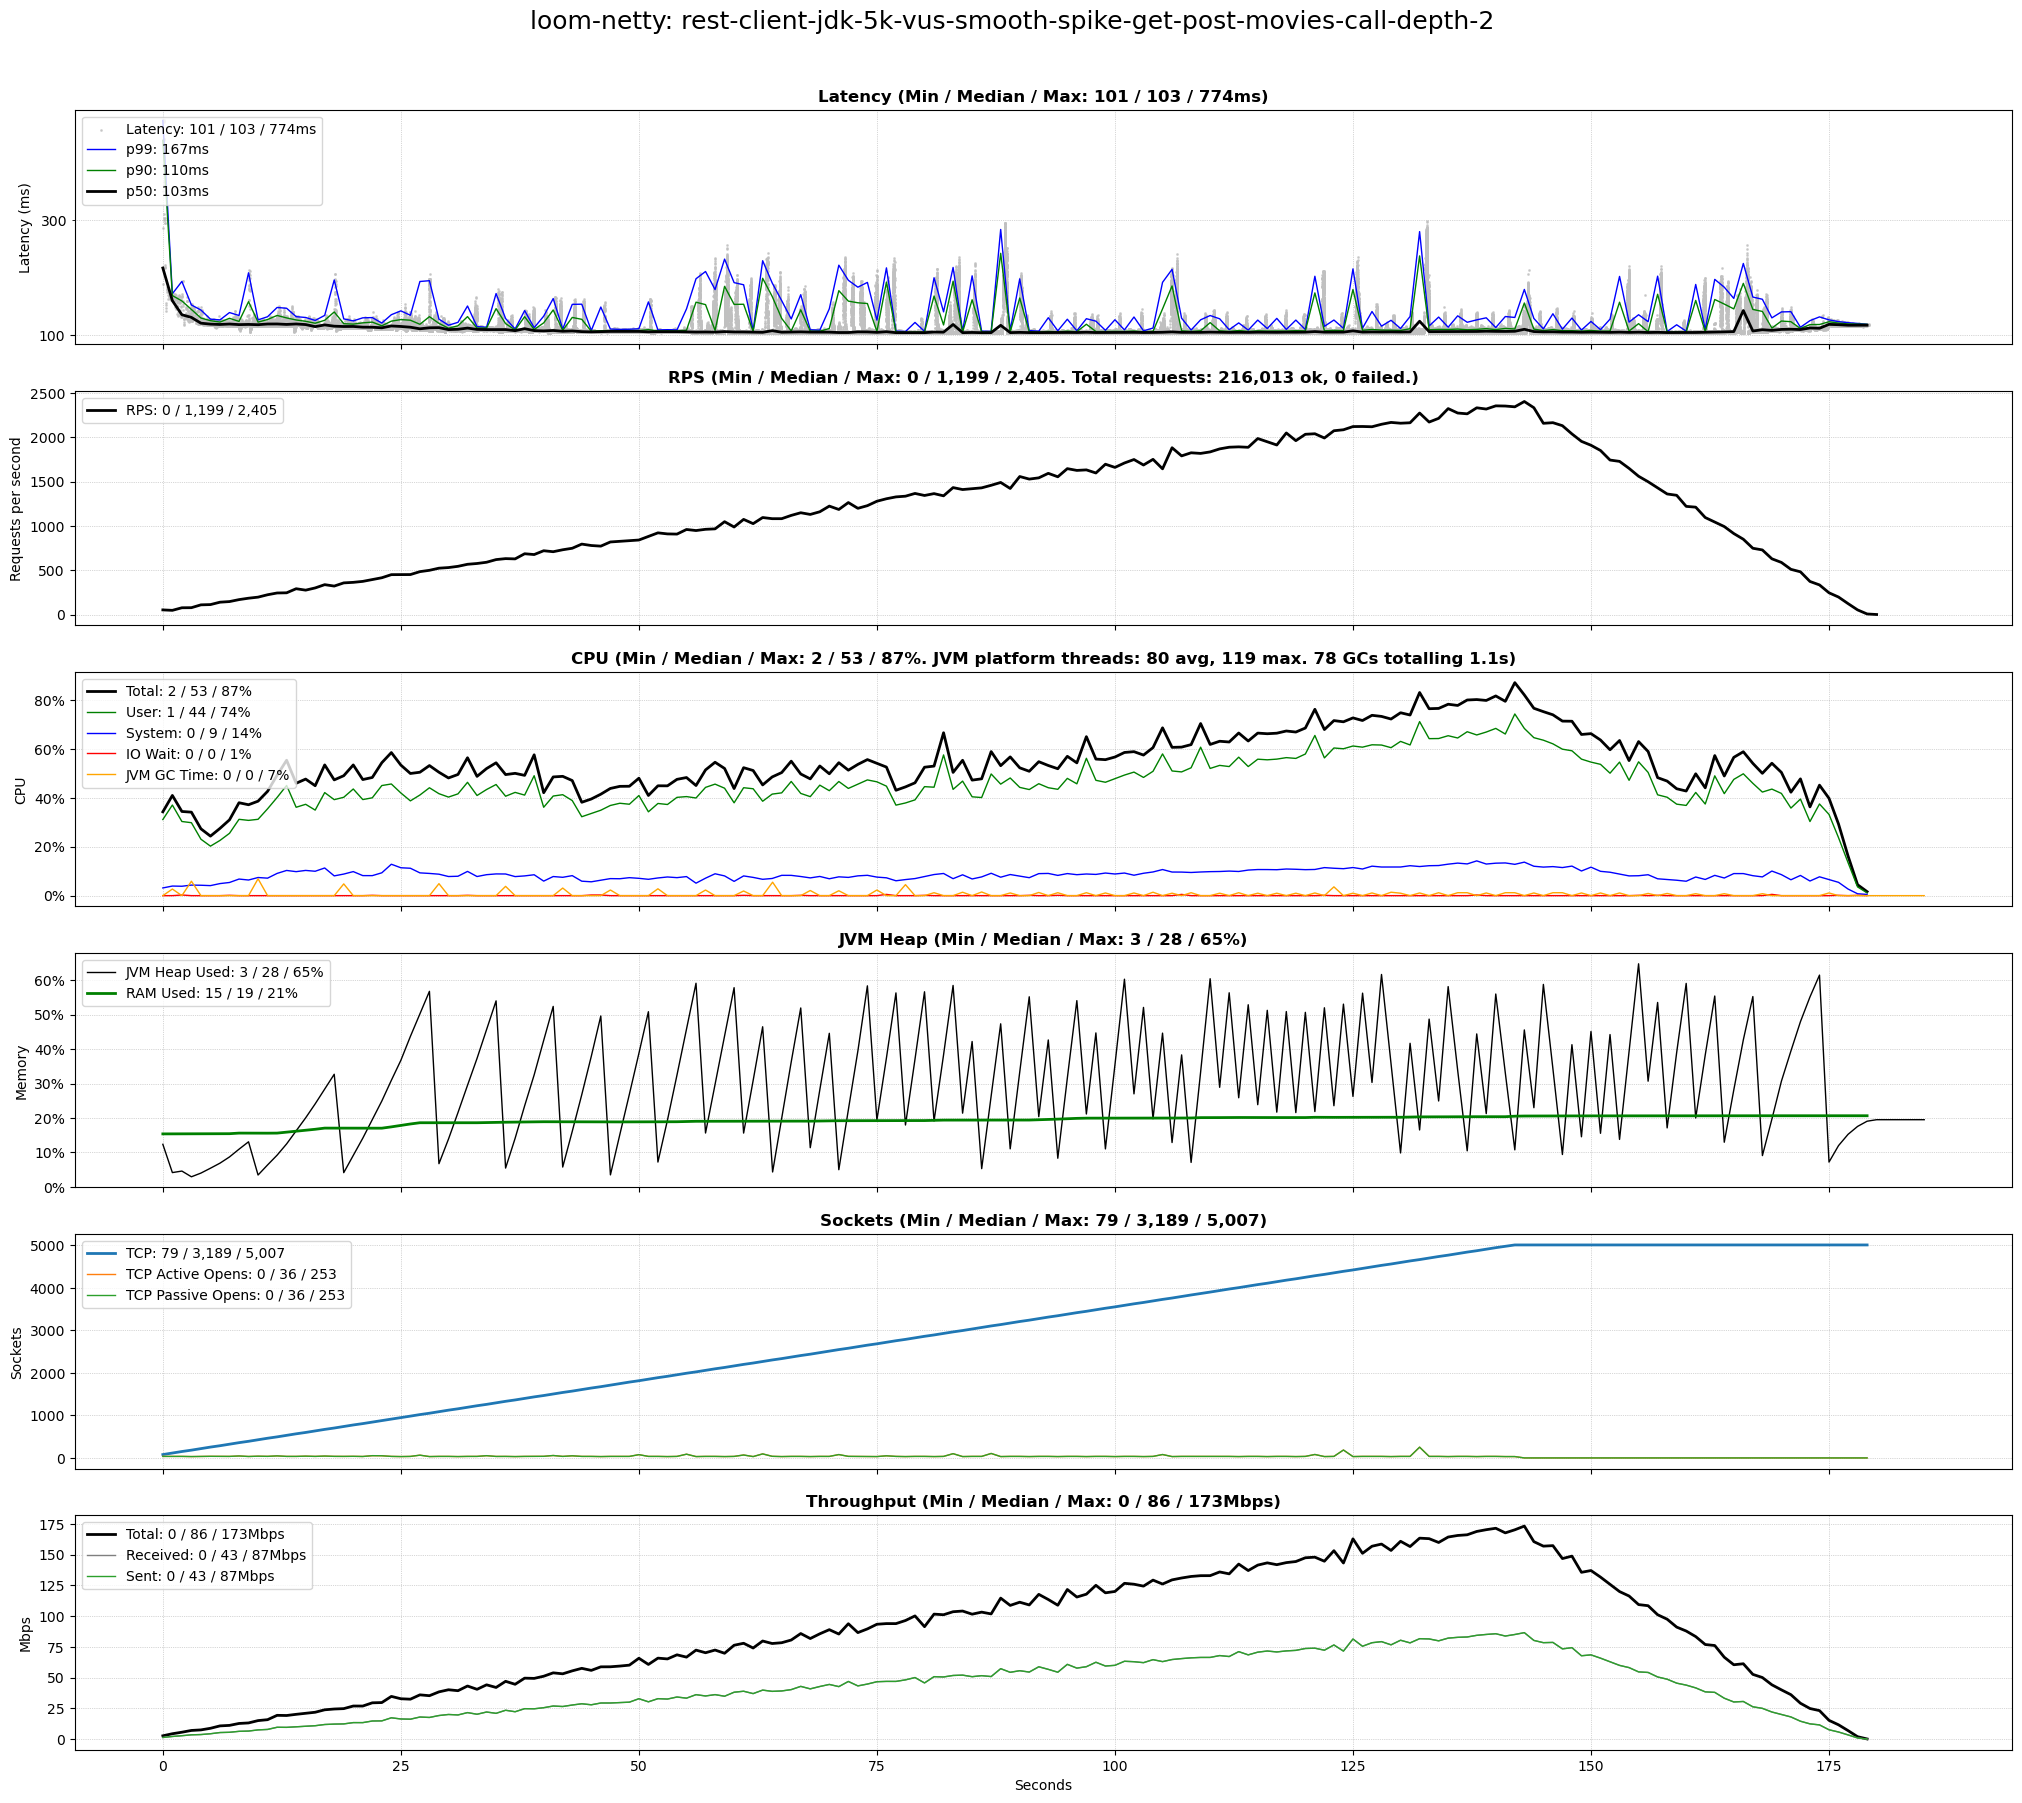 loom-netty: rest-client-jdk-5k-vus-smooth-spike-get-post-movies-call-depth-2
Latency (Min / Median / Max: 101 / 103 / 774ms)
Latency: 101 / 103 / 774ms
p99: 167ms
p90: 110ms
p50: 103ms
Latency (ms)
300
100
RPS (Min / Median / Max: 0 / 1,199 / 2,405. Total requests: 216,013 ok, 0 failed.)
RPS: 0 / 1,199 / 2,405
Requests per second
2500
2000
1500
1000
500
0
CPU (Min / Median / Max: 2 / 53 / 87%. JVM platform threads: 80 avg, 119 max. 78 GCs totalling 1.1s)
Total: 2 / 53 / 87%
User: 1 / 44 / 74%
System: 0 / 9 / 14%
IO Wait: 0 / 0 / 1%
JVM GC Time: 0 / 0 / 7%
CPU
80%
60%
40%
20%
0%
JVM Heap (Min / Median / Max: 3 / 28 / 65%)
JVM Heap Used: 3 / 28 / 65%
RAM Used: 15 / 19 / 21%
Memory
60%
50%
40%
30%
20%
10%
0%
Sockets (Min / Median / Max: 79 / 3,189 / 5,007)
TCP: 79 / 3,189 / 5,007
TCP Active Opens: 0 / 36 / 253
TCP Passive Opens: 0 / 36 / 253
Sockets
5000
4000
3000
2000
1000
0
Throughput (Min / Median / Max: 0 / 86 / 173Mbps)
Total: 0 / 86 / 173Mbps
Received: 0 / 43 / 87Mbps
Sent: 0 / 43 / 87Mbps
Mbps
175
150
125
100
75
50
25
0
0 25 50 75 100 125 150 175
Seconds